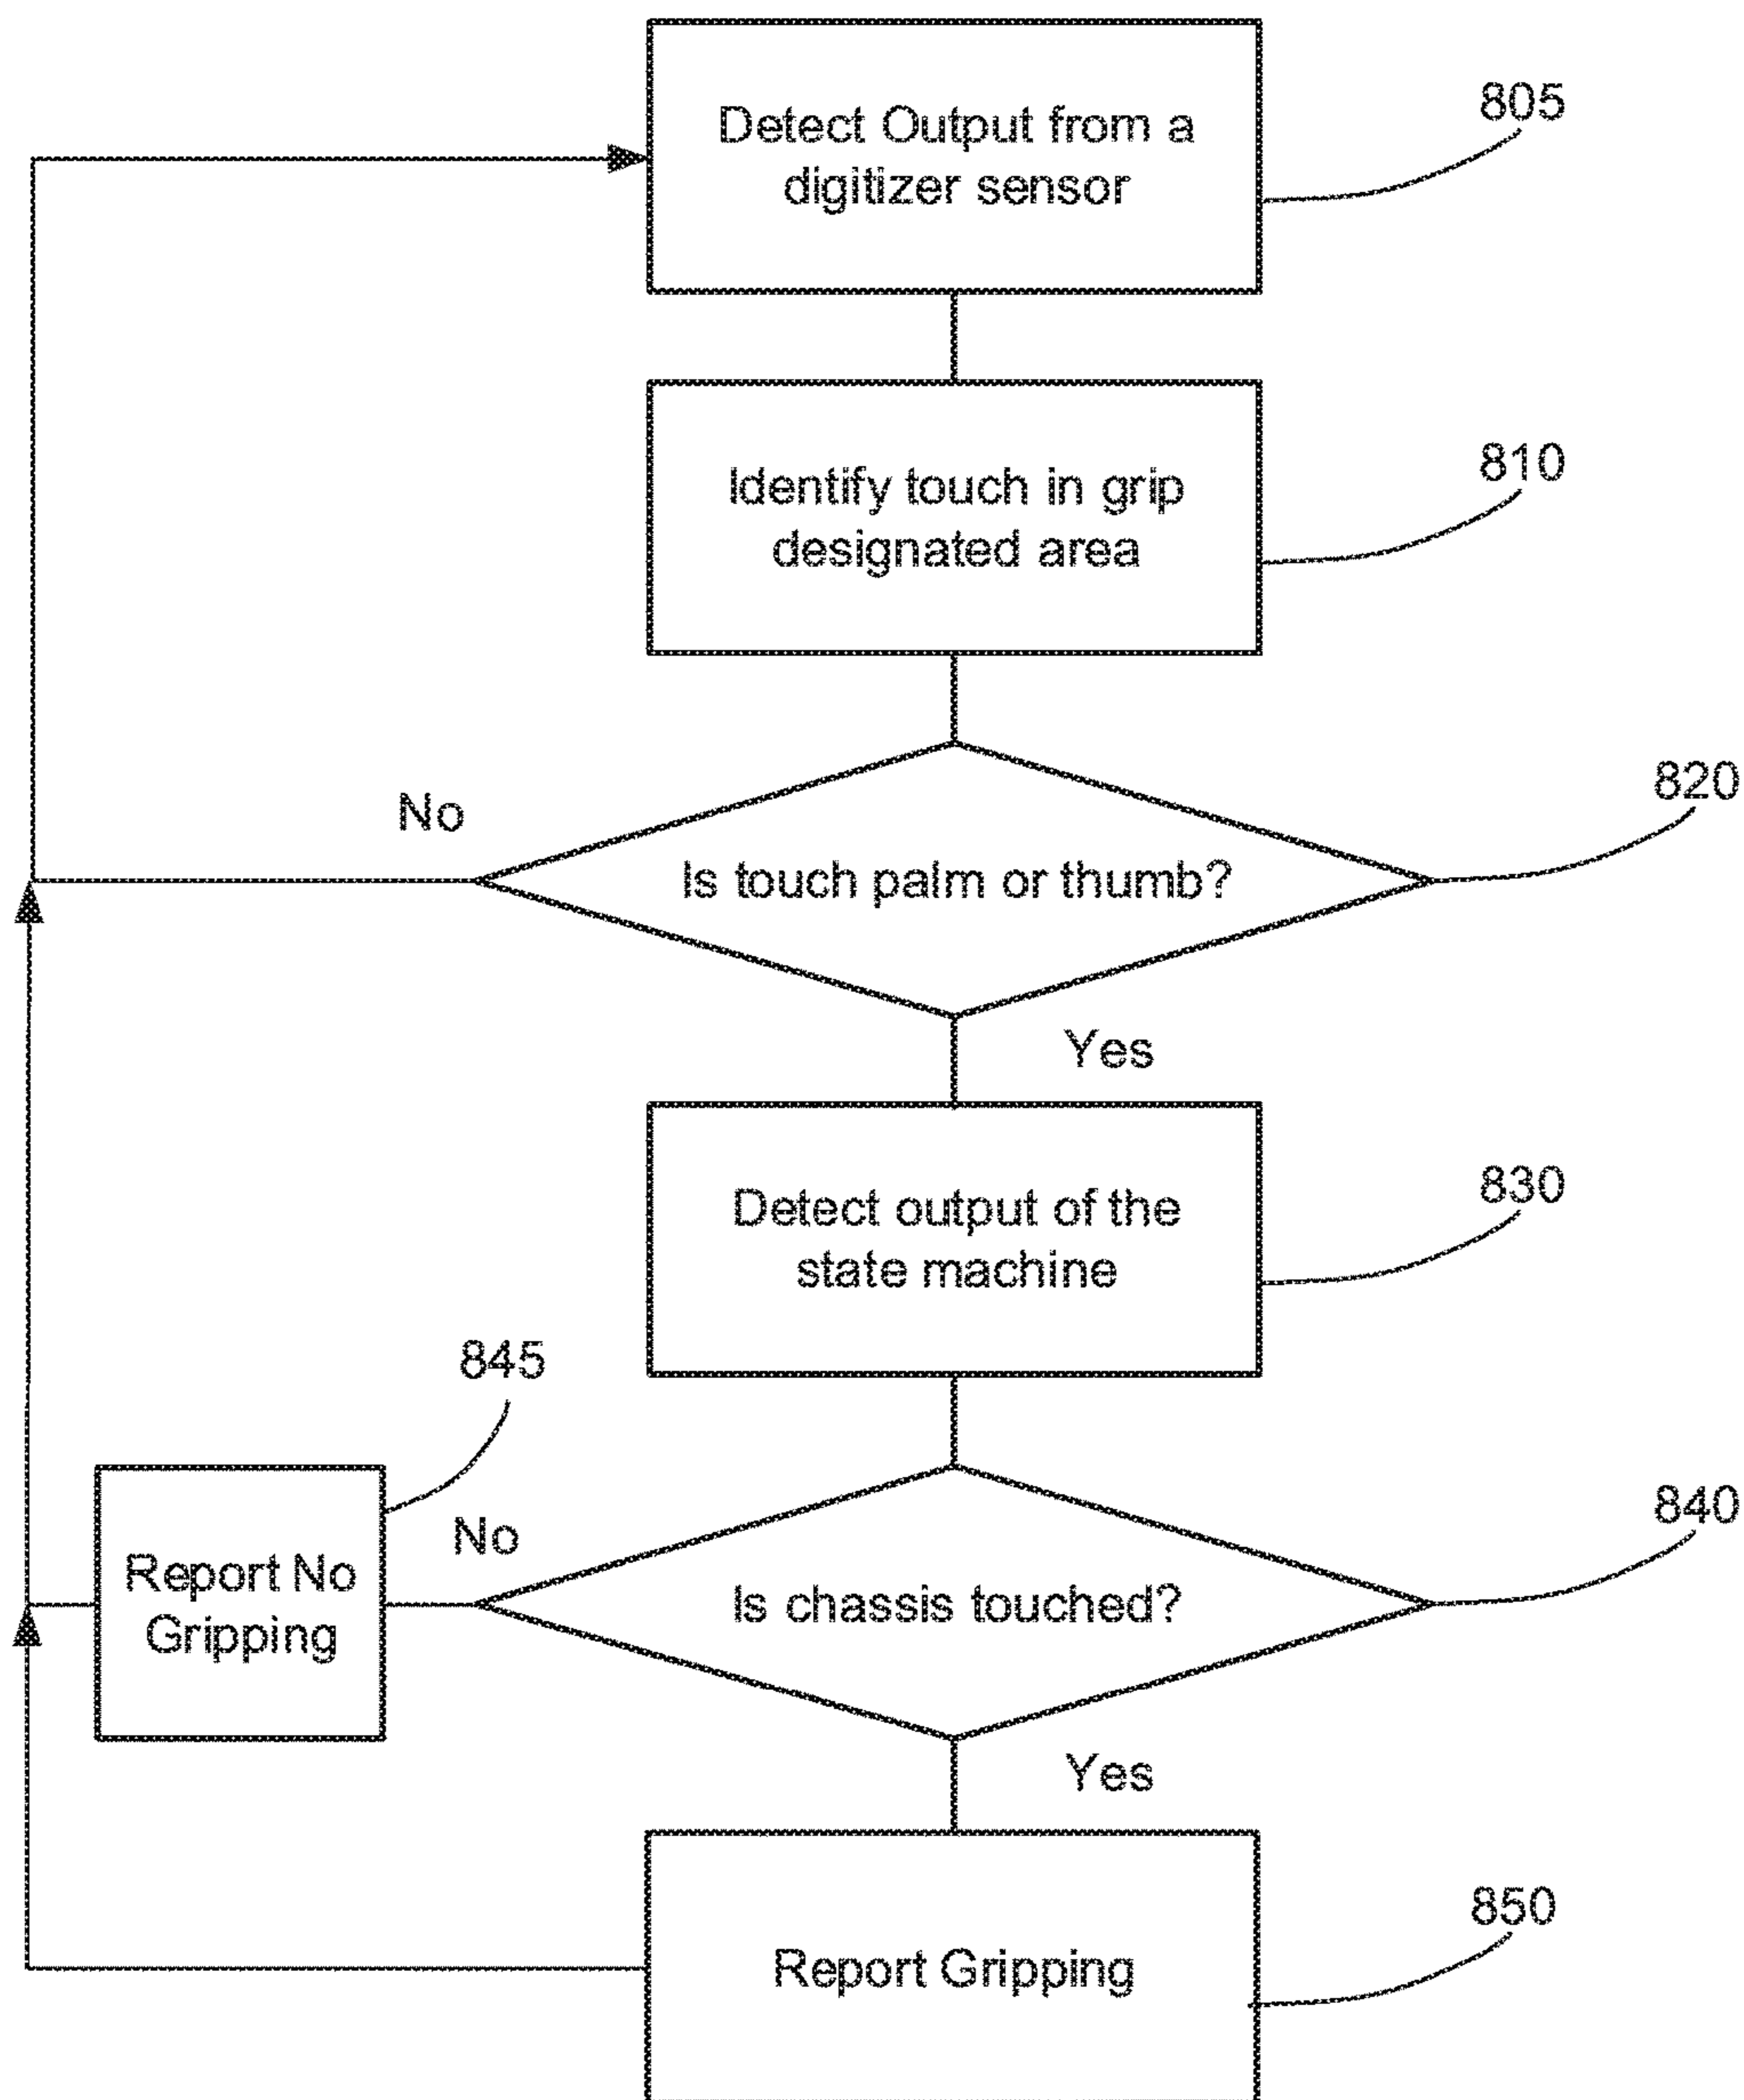 Detect Output from a
digitizer sensor
805
Identify touch in grip
designated area
810
820
No
Is touch palm or thumb?
Yes
Detect output of the
state machine
830
845
840
No
Report No
Gripping
Is chassis touched?
Yes
850
Report Gripping